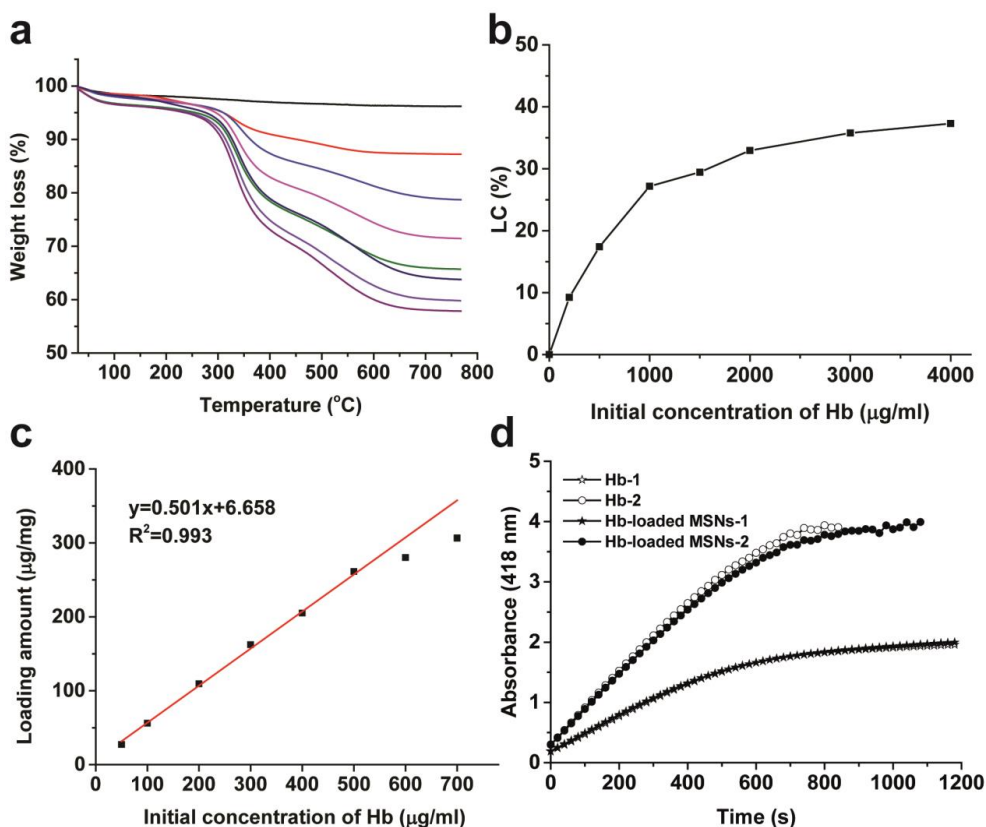 a
100
90
80
70
60
50
Weight loss (%)
0 100 200 300 400 500 600 700 800
Temperature (°C)
b
50
40
30
20
10
0
LC (%)
0 1000 2000 3000 4000
Initial concentration of Hb (μg/ml)
c
400
300
200
100
0
Loading amount (μg/mg)
y=0.501x+6.658
R²=0.993
0 100 200 300 400 500 600 700
Initial concentration of Hb (μg/ml)
d
5
4
3
2
1
0
Absorbance (418 nm)
Hb-1
Hb-2
Hb-loaded MSNs-1
Hb-loaded MSNs-2
0 200 400 600 800 1000 1200
Time (s)